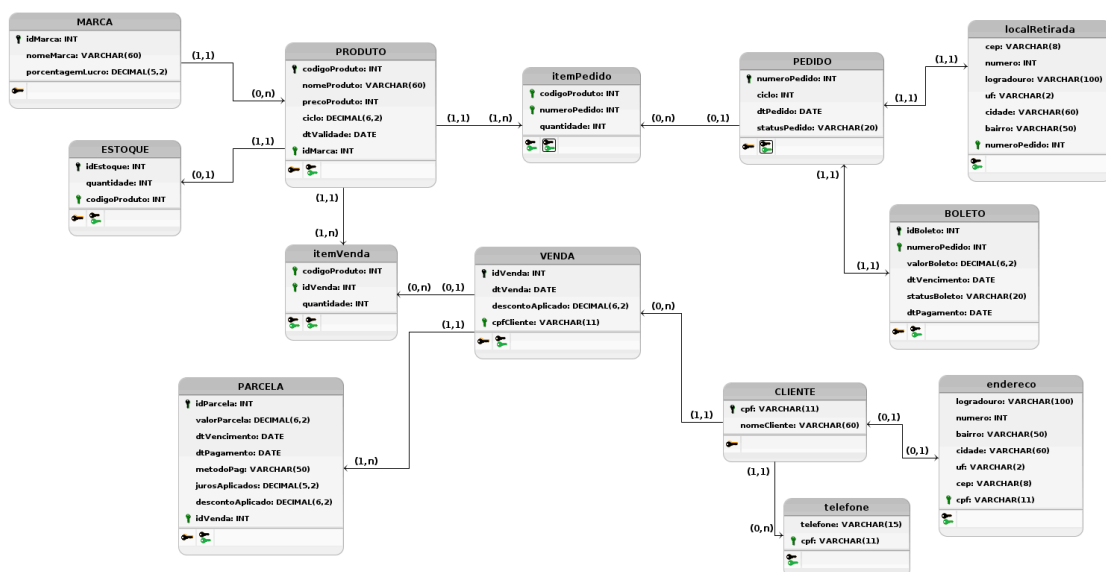 MARCA
idMarca: INT
nomeMarca: VARCHAR(60)
porcentagemLucro: DECIMAL(5,2)
(1,1)
(0,n)
PRODUTO
codigoProduto: INT
nomeProduto: VARCHAR(60)
precoProduto: INT
ciclo: DECIMAL(6,2)
dtValidade: DATE
idMarca: INT
(1,1)
(1,n)
itemPedido
codigoProduto: INT
numeroPedido: INT
quantidade: INT
(0,n)
(0,1)
PEDIDO
numeroPedido: INT
ciclo: INT
dtPedido: DATE
statusPedido: VARCHAR(20)
(1,1)
(1,1)
localRetirada
cep: VARCHAR(8)
numero: INT
logradouro: VARCHAR(100)
uf: VARCHAR(2)
cidade: VARCHAR(60)
bairro: VARCHAR(50)
numeroPedido: INT
ESTOQUE
idEstoque: INT
quantidade: INT
codigoProduto: INT
(1,1)
(0,1)
(1,1)
(1,n)
(1,1)
(1,1)
BOLETO
idBoleto: INT
numeroPedido: INT
valorBoleto: DECIMAL(6,2)
dtVencimento: DATE
statusBoleto: VARCHAR(20)
dtPagamento: DATE
itemVenda
codigoProduto: INT
idVenda: INT
quantidade: INT
(0,n)
(0,1)
VENDA
idVenda: INT
dtVenda: DATE
descontoAplicado: DECIMAL(6,2)
cpfCliente: VARCHAR(11)
(0,n)
(1,1)
(1,1)
(1,n)
PARCELA
idParcela: INT
valorParcela: DECIMAL(6,2)
dtVencimento: DATE
dtPagamento: DATE
metodoPag: VARCHAR(50)
jurosAplicados: DECIMAL(5,2)
descontoAplicado: DECIMAL(6,2)
idVenda: INT
CLIENTE
cpf: VARCHAR(11)
nomeCliente: VARCHAR(60)
(0,1)
(0,1)
endereco
logradouro: VARCHAR(100)
numero: INT
bairro: VARCHAR(50)
cidade: VARCHAR(60)
uf: VARCHAR(2)
cep: VARCHAR(8)
cpf: VARCHAR(11)
(1,1)
(0,n)
telefone
telefone: VARCHAR(15)
cpf: VARCHAR(11)